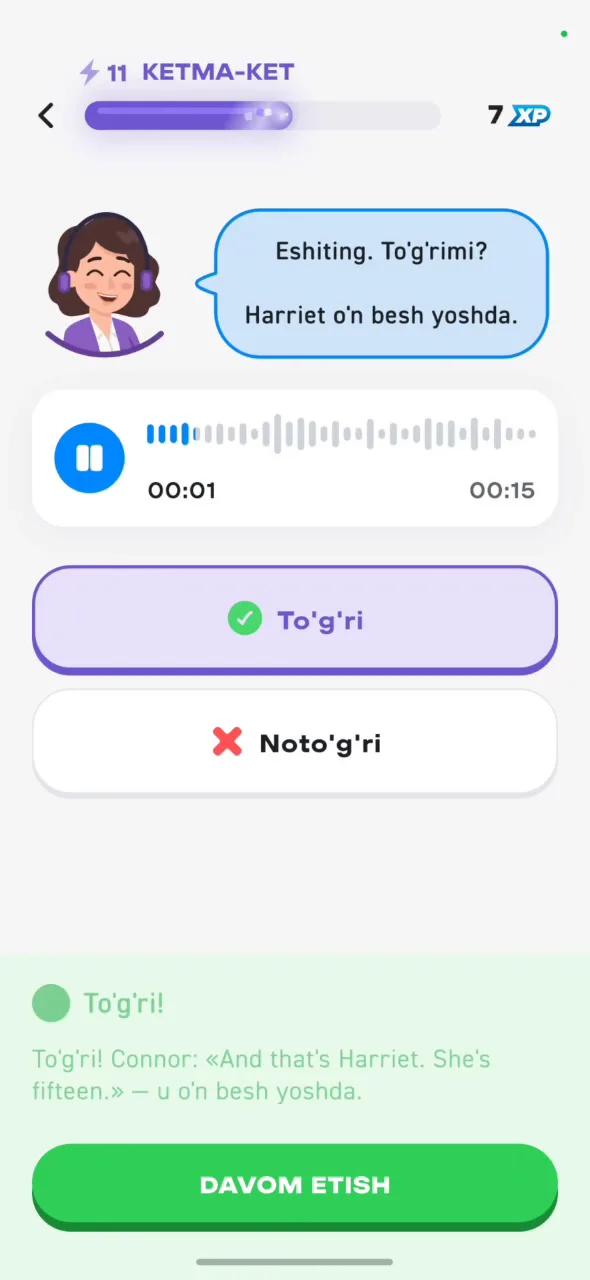 11 KETMA-KET
7 XP
Eshiting. To'g'rimi?
Harriet o'n besh yoshda.
00:01
00:15
To'g'ri
Noto'g'ri
To'g'ri!
To'g'ri! Connor: «And that's Harriet. She's
fifteen.» — u o'n besh yoshda.
DAVOM ETISH